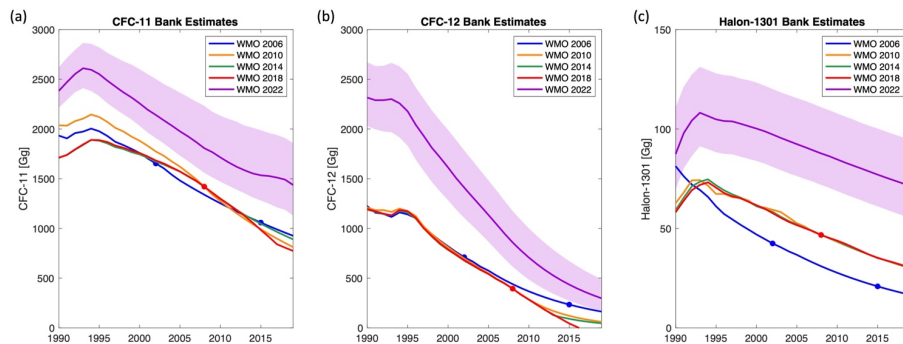 (a)
CFC-11 Bank Estimates
3000
2500
2000
1500
1000
500
0
CFC-11 [Gg]
1990 1995 2000 2005 2010 2015
WMO 2006
WMO 2010
WMO 2014
WMO 2018
WMO 2022
(b)
CFC-12 Bank Estimates
3000
2500
2000
1500
1000
500
0
CFC-12 [Gg]
1990 1995 2000 2005 2010 2015
WMO 2006
WMO 2010
WMO 2014
WMO 2018
WMO 2022
(c)
Halon-1301 Bank Estimates
150
100
50
0
Halon-1301 [Gg]
1990 1995 2000 2005 2010 2015
WMO 2006
WMO 2010
WMO 2014
WMO 2018
WMO 2022